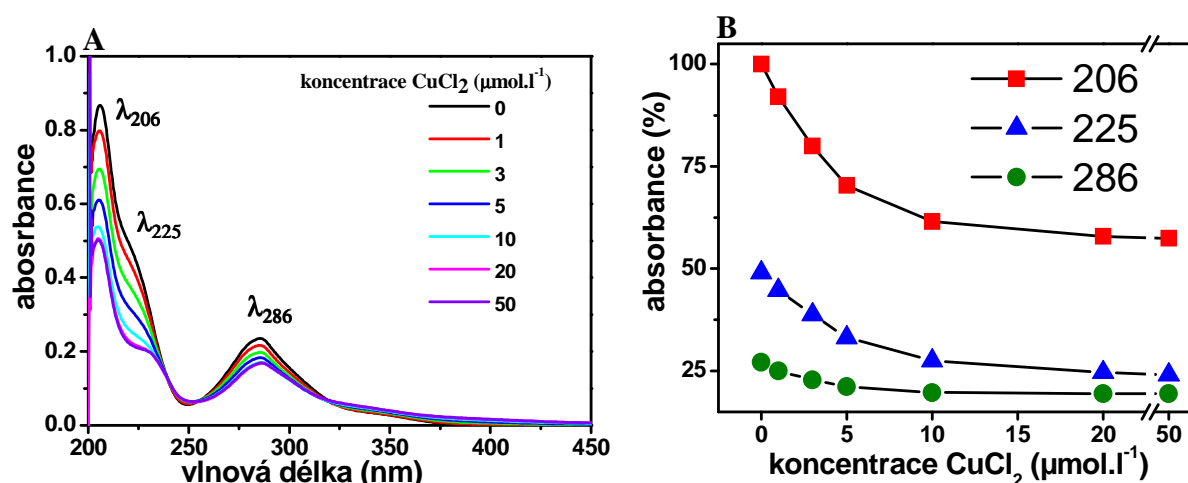 A
abosrbance
1.0
0.8
0.6
0.4
0.2
0.0
200 250 300 350 400 450
vlnová délka (nm)
λ206
λ225
λ286
koncentrace CuCl2 (µmol.l-1)
0
1
3
5
10
20
50
B
absorbance (%)
100
75
50
25
0 5 10 20 50
koncentrace CuCl2 (µmol.l-1)
206
225
286